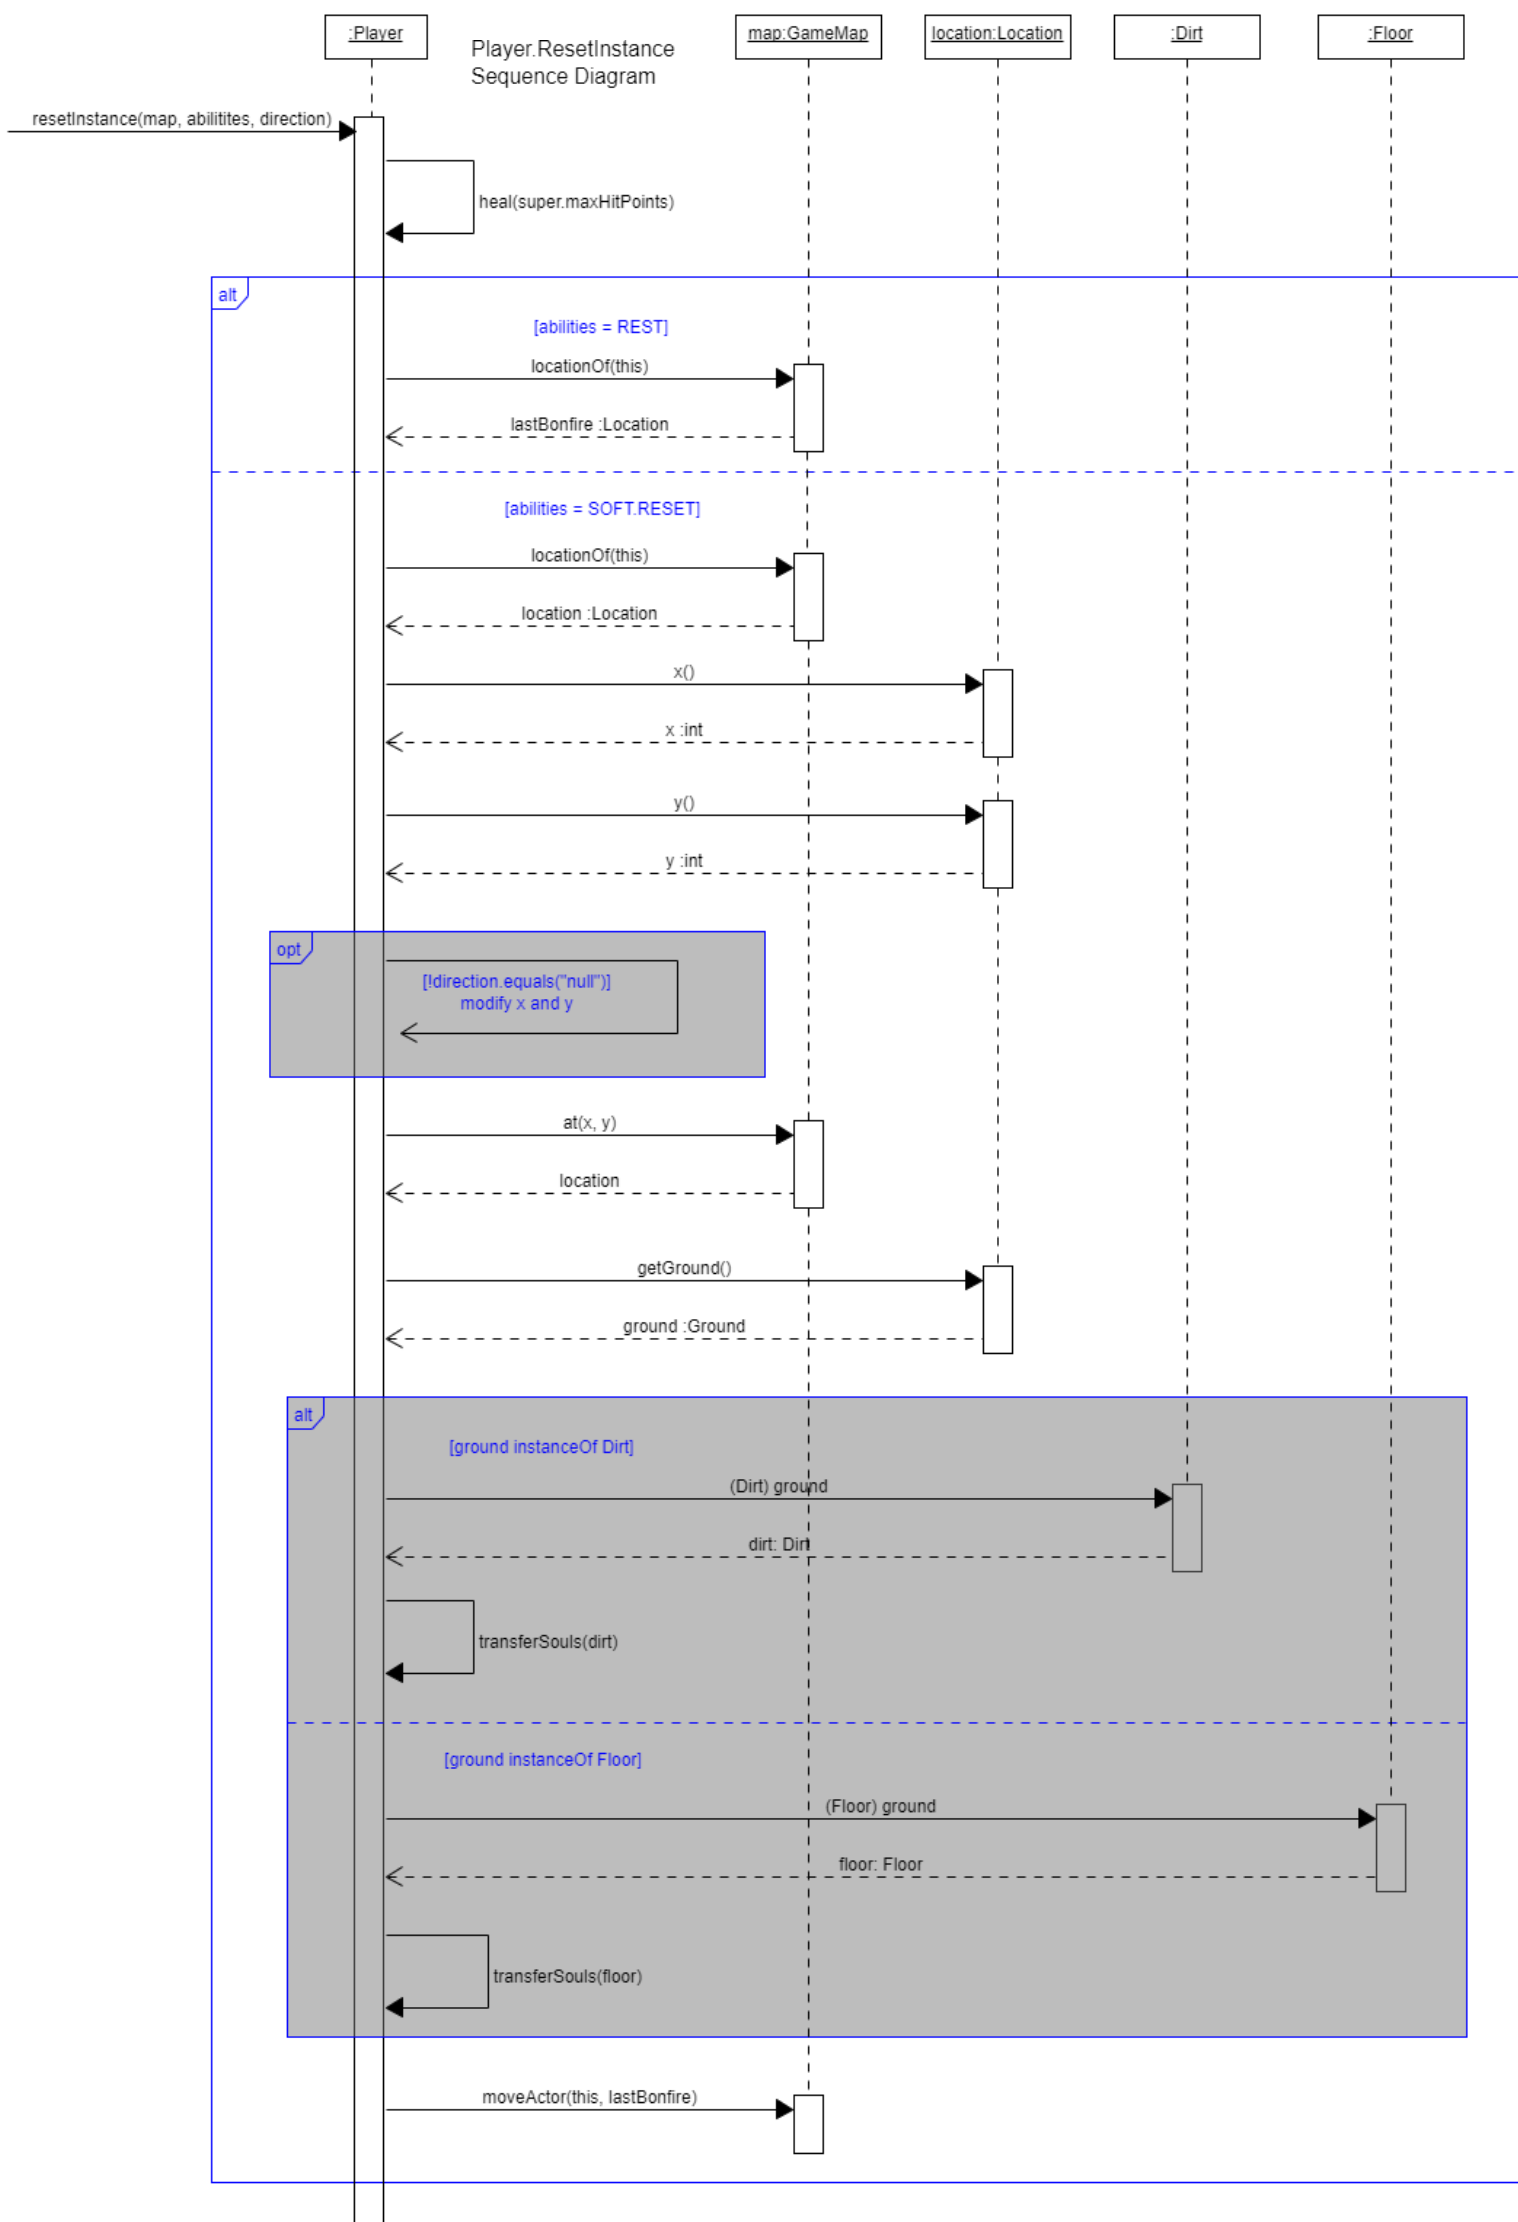 :Player
map:GameMap
location:Location
:Dirt
:Floor
Player.ResetInstance
Sequence Diagram
resetInstance(map, abilitites, direction)
heal(super.maxHitPoints)
alt
[abilities = REST]
locationOf(this)
lastBonfire :Location
[abilities = SOFT.RESET]
locationOf(this)
location :Location
x()
x :int
y()
y :int
opt
[!direction.equals("null")]
modify x and y
at(x, y)
location
getGround()
ground :Ground
alt
[ground instanceOf Dirt]
(Dirt) ground
dirt: Dirt
transferSouls(dirt)
[ground instanceOf Floor]
(Floor) ground
floor: Floor
transferSouls(floor)
moveActor(this, lastBonfire)